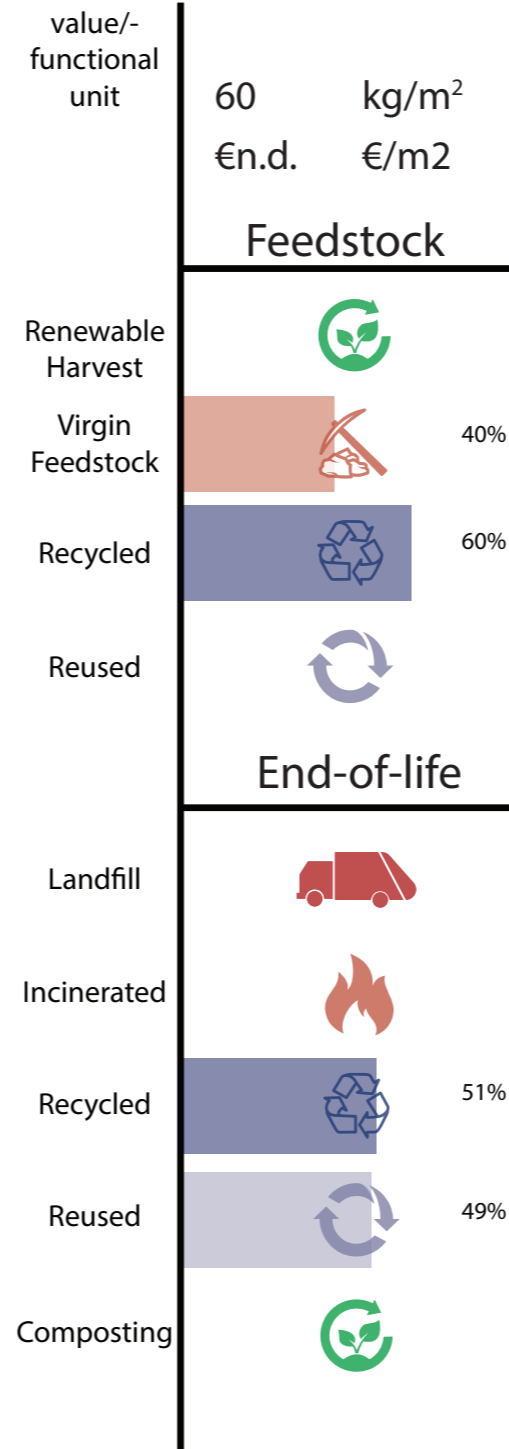 value/-
functional
unit
60 kg/m²
€n.d. €/m2
Feedstock
Renewable
Harvest
Virgin
Feedstock
40%
Recycled
60%
Reused
End-of-life
Landfill
Incinerated
Recycled
51%
Reused
49%
Composting